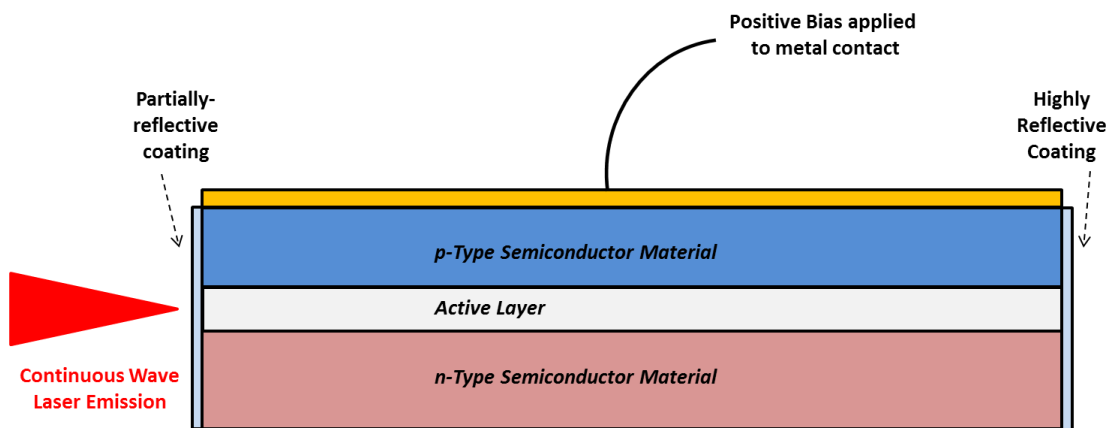 Positive Bias applied
to metal contact
Partially-
reflective
coating
Highly
Reflective
Coating
p-Type Semiconductor Material
Active Layer
n-Type Semiconductor Material
Continuous Wave
Laser Emission